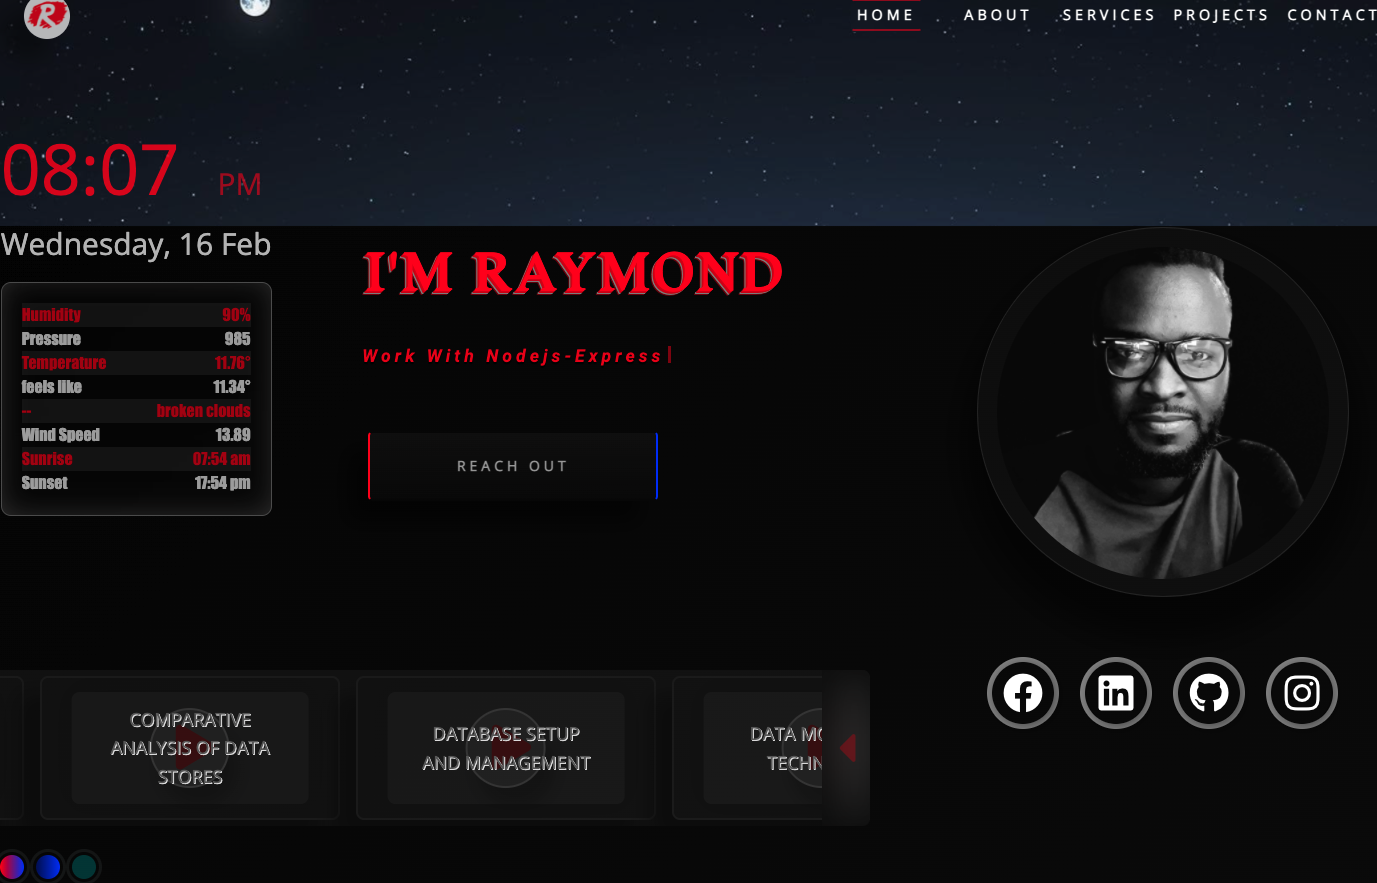 R
HOME ABOUT SERVICES PROJECTS CONTACT
08:07 PM
Wednesday, 16 Feb
Humidity 90%
Pressure 985
Temperature 11.76°
feels like 11.34°
-- broken clouds
Wind Speed 13.89
Sunrise 07:54 am
Sunset 17:54 pm
I'M RAYMOND
Work With Nodejs-Express
REACH OUT
in
COMPARATIVE
ANALYSIS OF DATA
STORES
DATABASE SETUP
AND MANAGEMENT
DATA MO
TECHN